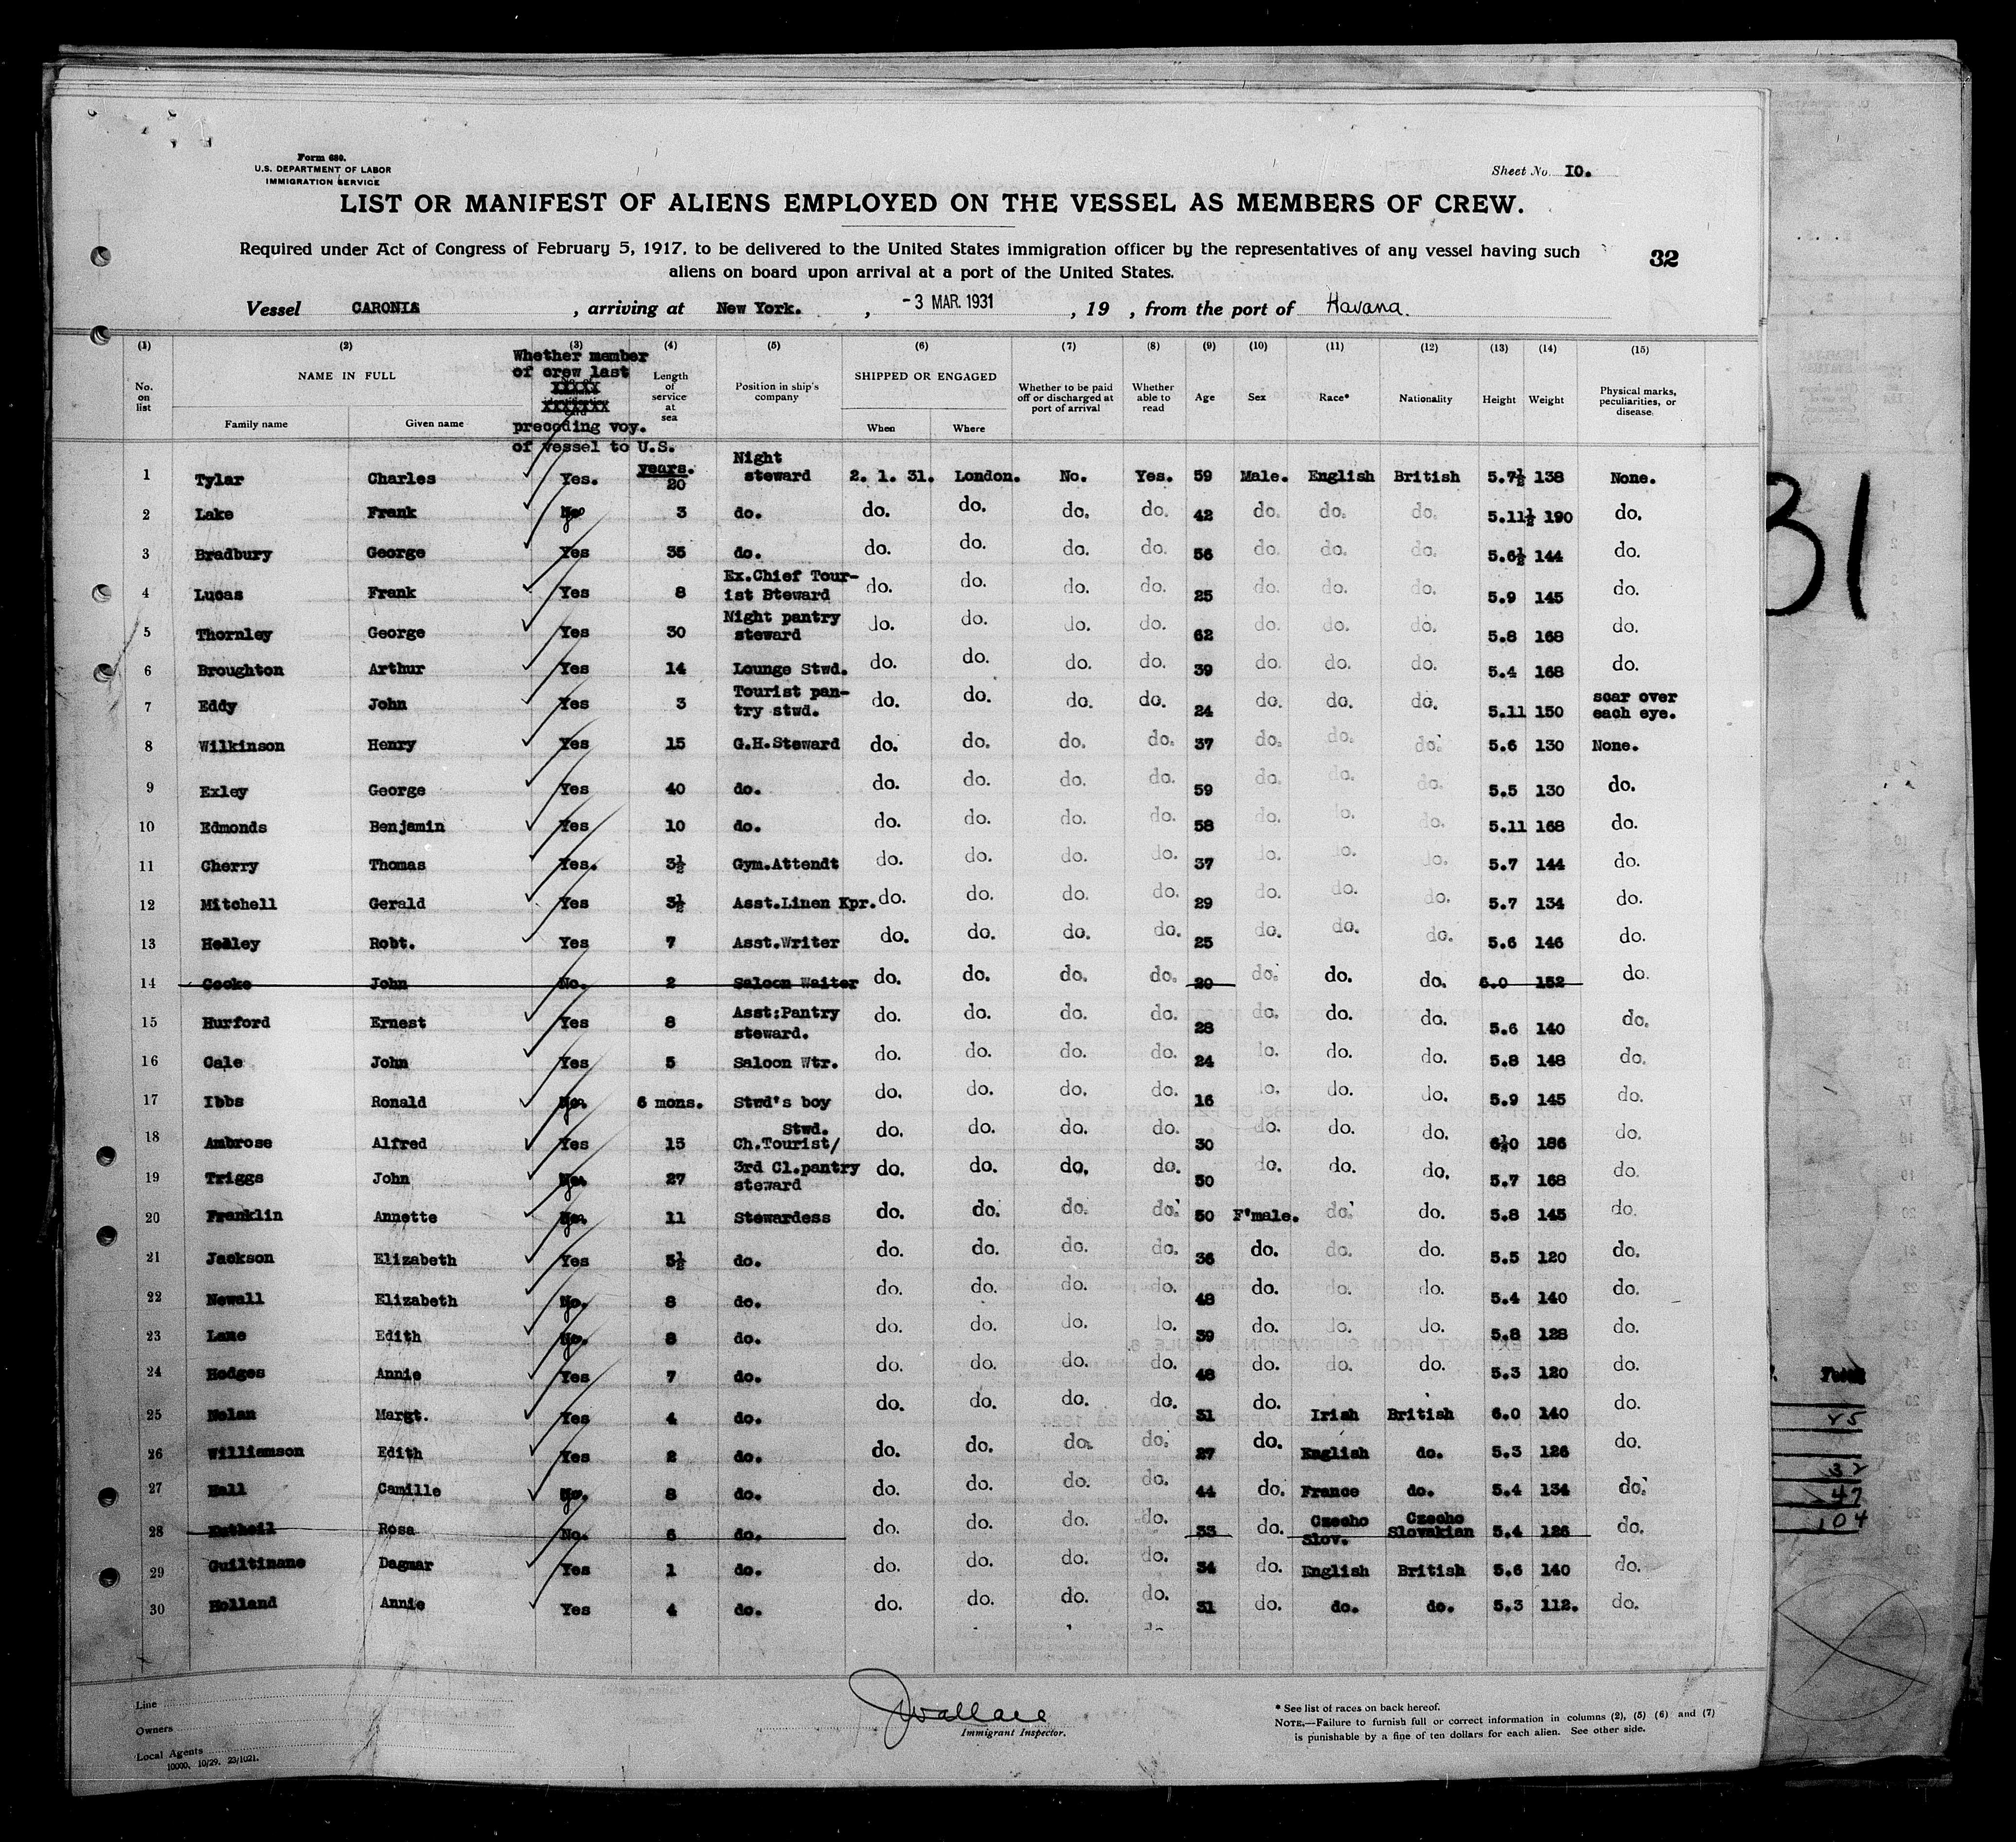 Form 680.
U.S. DEPARTMENT OF LABOR
IMMIGRATION SERVICE
Sheet No. 10.
LIST OR MANIFEST OF ALIENS EMPLOYED ON THE VESSEL AS MEMBERS OF CREW.
Required under Act of Congress of February 5, 1917, to be delivered to the United States immigration officer by the representatives of any vessel having such
aliens on board upon arrival at a port of the United States.
32
Vessel CARONIA , arriving at New York. , -3 MAR. 1931 , 19 , from the port of Havana.
(1) (2) (3) (4) (5) (6) (7) (8) (9) (10) (11) (12) (13) (14) (15)
No. on list NAME IN FULL Family name Given name Whether member of crew last XXXXX XXXXXXX preceding voy. of vessel to U.S. Length of service at sea Position in ship's company SHIPPED OR ENGAGED When Where Whether to be paid off or discharged at port of arrival Whether able to read Age Sex Race* Nationality Height Weight Physical marks, peculiarities, or disease.
1 Tylar Charles Yes. years. 20 Night steward 2. 1. 31. London. No. Yes. 59 Male. English British 5.7½ 138 None.
2 Lake Frank 3 do. do. do. do. do. 42 do. do. do. 5.11½ 190 do.
3 Bradbury George Yes 35 do. do. do. do. do. 56 do. do. do. 5.6½ 144 do.
4 Lucas Frank Yes 8 Ex.Chief Tour-ist Steward do. do. do. do. 25 do. do. do. 5.9 145 do.
5 Thornley George Yes 30 Night pantry steward do. do. do. do. 62 do. do. do. 5.8 168 do.
6 Broughton Arthur Yes 14 Lounge Stwd. do. do. do. do. 39 do. do. do. 5.4 168 do.
7 Eddy John Yes 3 Tourist pan-try stwd. do. do. do. do. 24 do. do. do. 5.11 150 scar over each eye.
8 Wilkinson Henry Yes 15 G.H.Steward do. do. do. do. 37 do. do. do. 5.6 130 None.
9 Exley George Yes 40 do. do. do. do. do. 59 do. do. do. 5.5 130 do.
10 Edmonds Benjamin Yes 10 do. do. do. do. do. 58 do. do. do. 5.11 168 do.
11 Cherry Thomas Yes. 3½ Gym.Attendt do. do. do. do. 37 do. do. do. 5.7 144 do.
12 Mitchell Gerald Yes 3½ Asst.Linen Kpr. do. do. do. do. 29 do. do. do. 5.7 134 do.
13 Healey Robt. Yes 7 Asst.Writer do. do. do. do. 25 do. do. do. 5.6 146 do.
14 Cooke John No. 2 Saloon Waiter do. do. do. do. 20 do. do. do. 6.0 152 do.
15 Hurford Ernest Yes 8 Asst:Pantry steward. do. do. do. do. 28 do. do. do. 5.6 140 do.
16 Cale John Yes 5 Saloon Wtr. do. do. do. do. 24 do. do. do. 5.8 148 do.
17 Ibbs Ronald 6 mons. Stwd's boy do. do. do. do. 16 do. do. do. 5.9 145 do.
18 Ambrose Alfred Yes 15 Stwd. Ch.Tourist/ do. do. do. do. 30 do. do. do. 186 do.
19 Triggs John 27 3rd Cl.pantry steward do. do. do. do. 50 do. do. do. 5.7 168 do.
20 Franklin Annette 11 Stewardess do. do. do. do. 50 F'male. do. do. 5.8 145 do.
21 Jackson Elizabeth Yes 5½ do. do. do. do. do. 36 do. do. do. 5.5 120 do.
22 Newall Elizabeth No. 8 do. do. do. do. do. 48 do. do. do. 5.4 140 do.
23 Lane Edith No. 8 do. do. do. do. do. 39 do. do. do. 5.8 128 do.
24 Hodges Annie Yes 7 do. do. do. do. do. 48 do. do. do. 5.3 120 do.
25 Nolan Margt. Yes 4 do. do. do. do. do. 31 do. Irish British 6.0 140 do.
26 Williamson Edith Yes 2 do. do. do. do. do. 27 do. English do. 5.3 126 do.
27 Hall Camille No. 8 do. do. do. do. do. 44 do. France do. 5.4 134 do.
28 Rosa No. 6 do. do. do. do. do. 33 do. Czecho Slov. Czecho Slovakian 5.4 126 do.
29 Guiltinane Dagmar Yes 1 do. do. do. do. do. 34 do. English British 5.6 140 do.
30 Holland Annie Yes 4 do. do. do. do. do. 31 do. do. do. 5.3 112. do.
Line
Owners
Local Agents
10000, 10/29, 23/1021.
JWallace
Immigrant Inspector.
* See list of races on back hereof.
NOTE.—Failure to furnish full or correct information in columns (2), (5) (6) and (7)
is punishable by a fine of ten dollars for each alien. See other side.
31